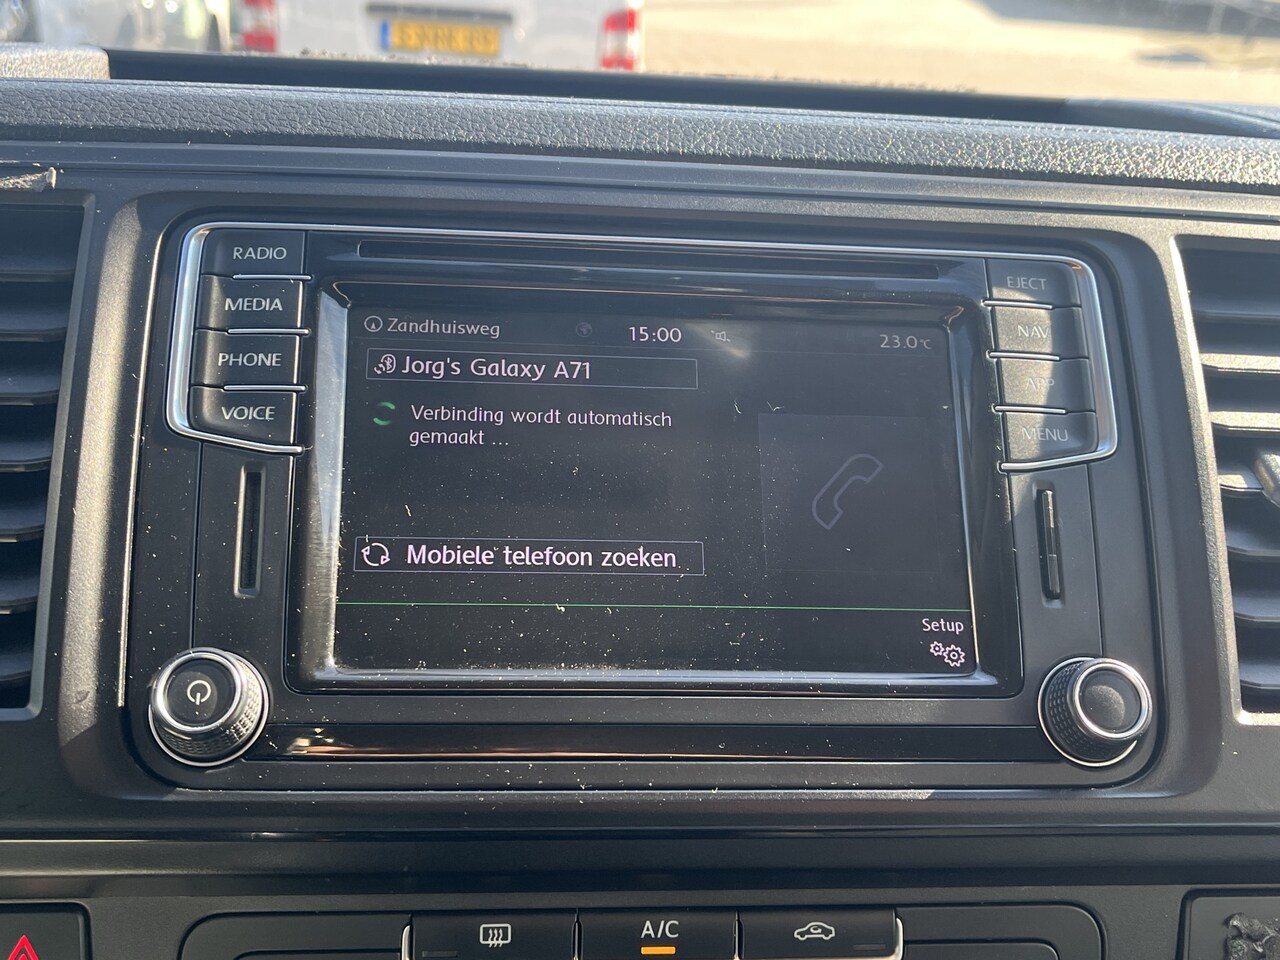 RADIO
MEDIA
PHONE
VOICE
EJECT
NAV
APP
MENU
Zandhuisweg
15:00
23.0°C
Jorg's Galaxy A71
Verbinding wordt automatisch
gemaakt ...
Mobiele telefoon zoeken
Setup
A/C